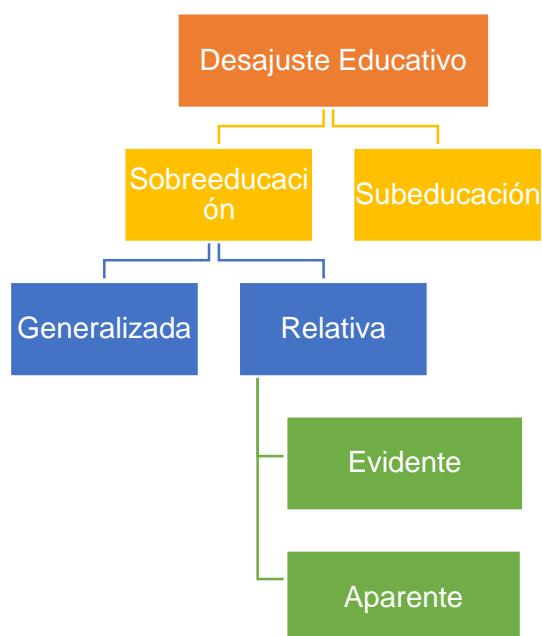 Desajuste Educativo
Sobreeducaci
ón
Subeducación
Generalizada
Relativa
Evidente
Aparente